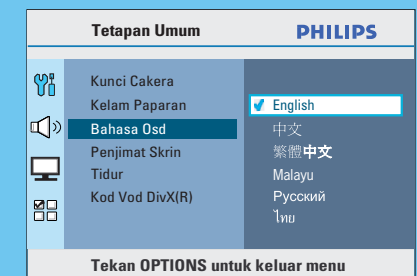 Tetapan Umum
PHILIPS
Kunci Cakera
Kelam Paparan
Bahasa Osd
Penjimat Skrin
Tidur
Kod Vod DivX(R)
English
中文
繁體中文
Malayu
Русский
ไทย
Tekan OPTIONS untuk keluar menu